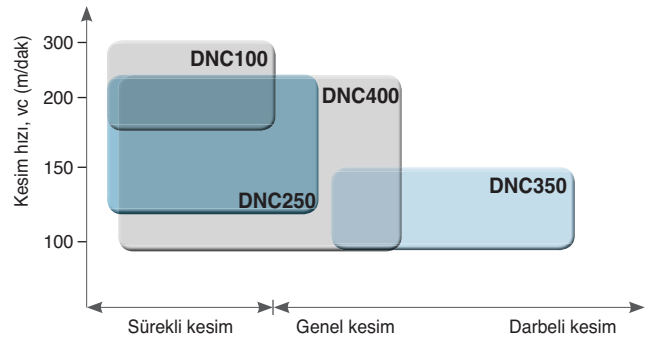 Kesim hızı, vc (m/dak)
300
200
150
100
DNC100
DNC400
DNC250
DNC350
Sürekli kesim
Genel kesim
Darbeli kesim